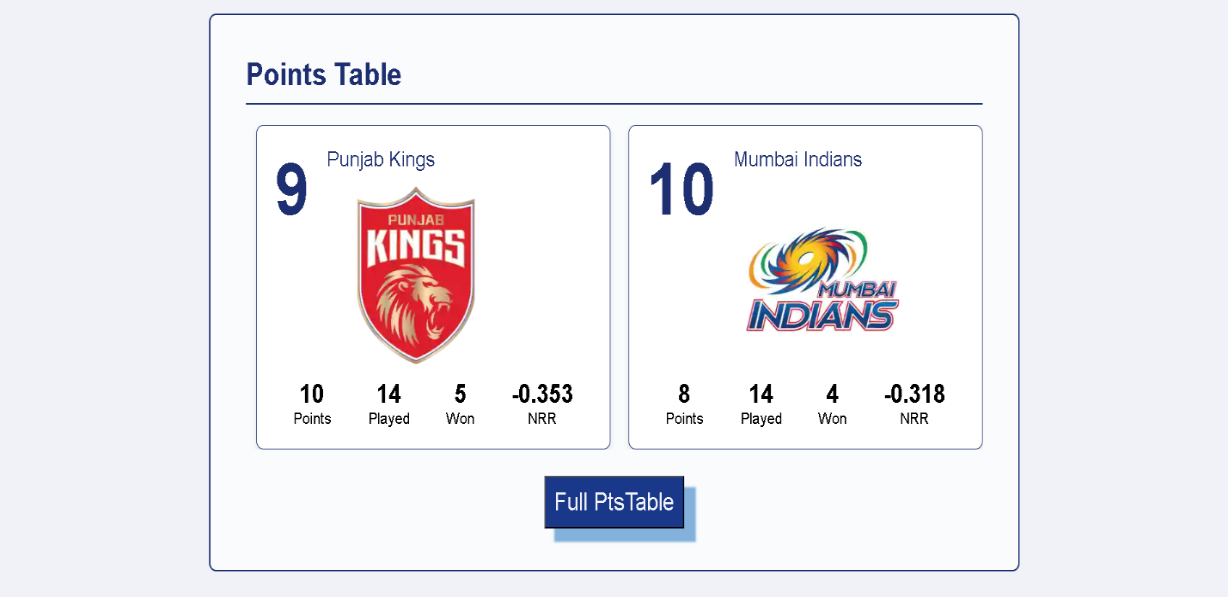 Points Table
9
Punjab Kings
PUNJAB
KINGS
10 14 5 -0.353
Points Played Won NRR
10
Mumbai Indians
MUMBAI
INDIANS
8 14 4 -0.318
Points Played Won NRR
Full PtsTable